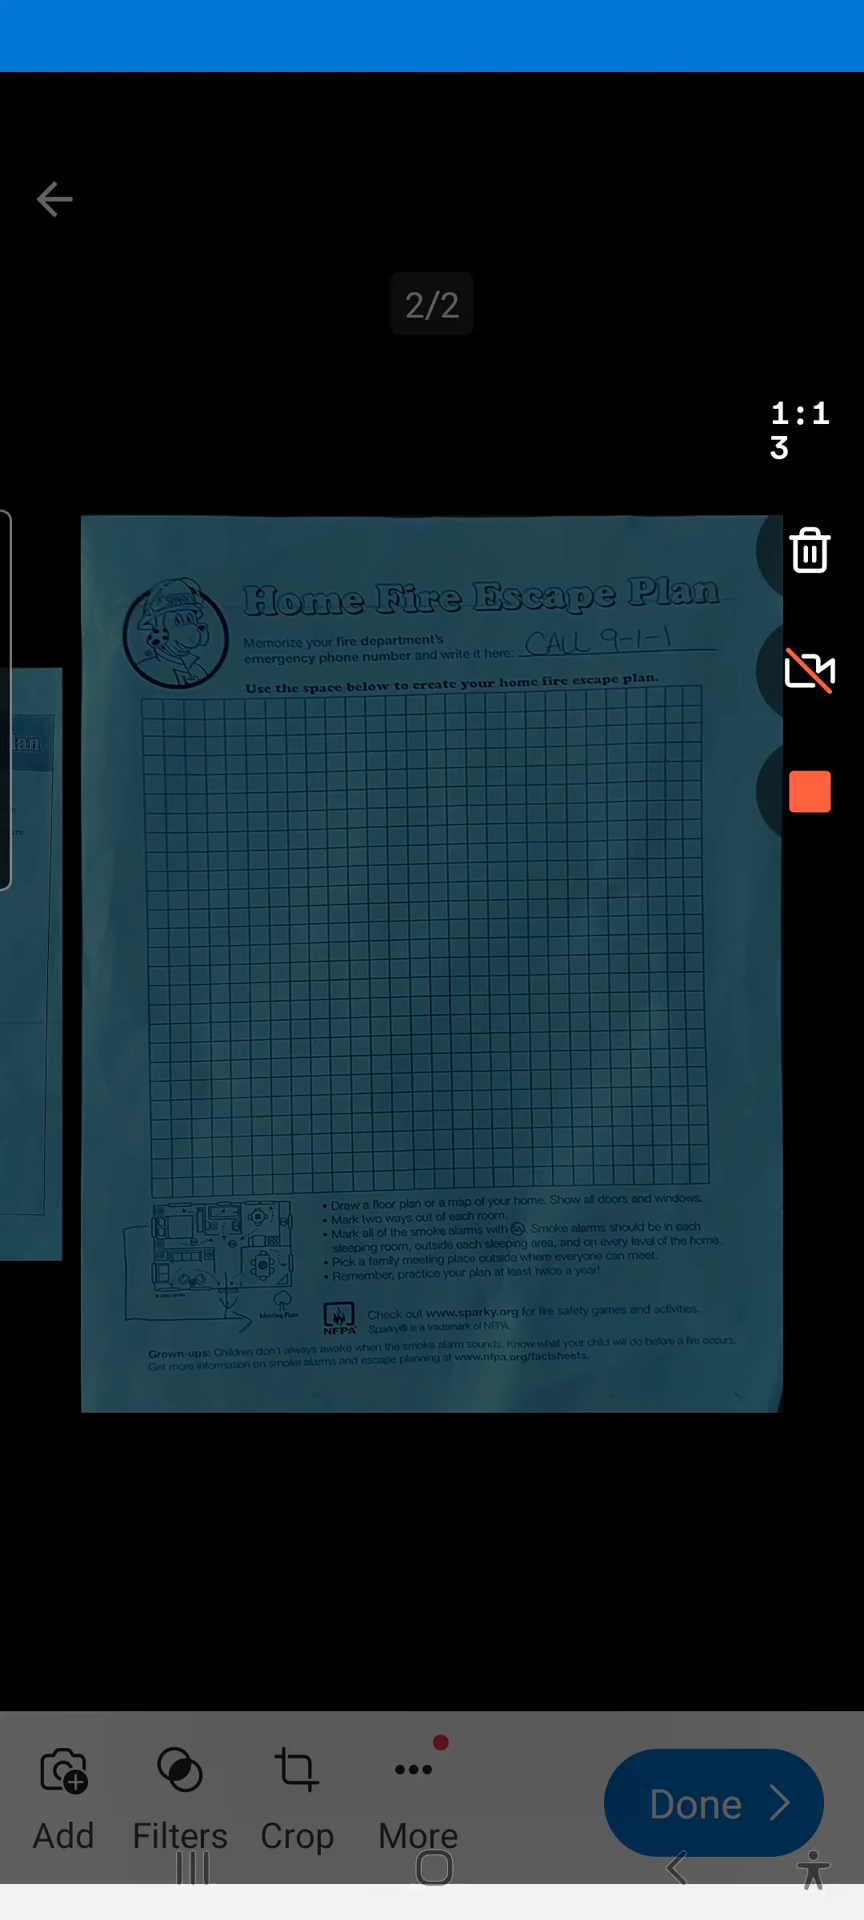 2/2
1:1
3
lan
Home Fire Escape Plan
Memorize your fire department's
emergency phone number and write it here: CALL 9-1-1
Use the space below to create your home fire escape plan.
• Draw a floor plan or a map of your home. Show all doors and windows.
• Mark two ways out of each room.
• Mark all of the smoke alarms with SA. Smoke alarms should be in each
sleeping room, outside each sleeping area, and on every level of the home.
• Pick a family meeting place outside where everyone can meet.
• Remember, practice your plan at least twice a year!
Meeting Place
NFPA
Check out www.sparky.org for fire safety games and activities.
Sparky® is a trademark of NFPA.
Grown-ups: Children don't always awake when the smoke alarm sounds. Know what your child will do before a fire occurs.
Get more information on smoke alarms and escape planning at www.nfpa.org/factsheets.
Add
Filters
Crop
More
Done